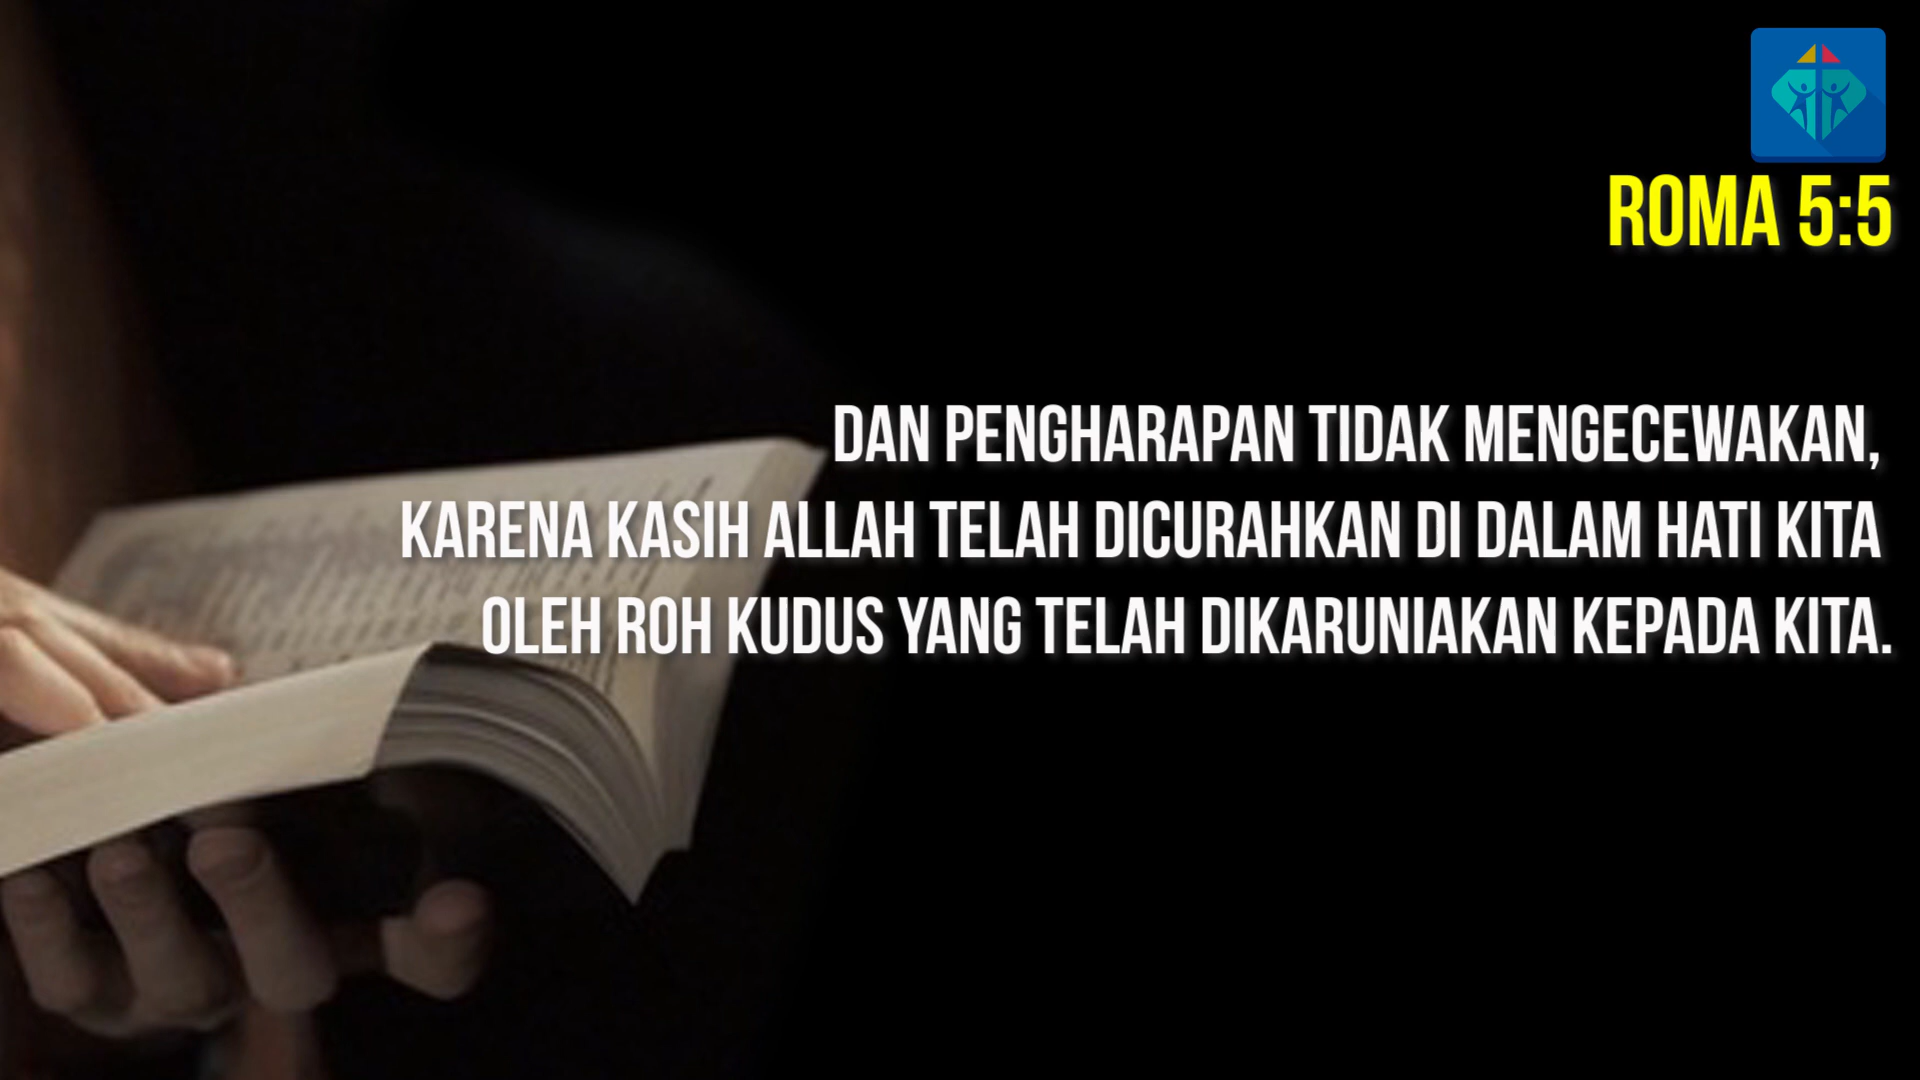 ROMA 5:5
DAN PENGHARAPAN TIDAK MENGECEWAKAN,
KARENA KASIH ALLAH TELAH DICURAHKAN DI DALAM HATI KITA
OLEH ROH KUDUS YANG TELAH DIKARUNIAKAN KEPADA KITA.